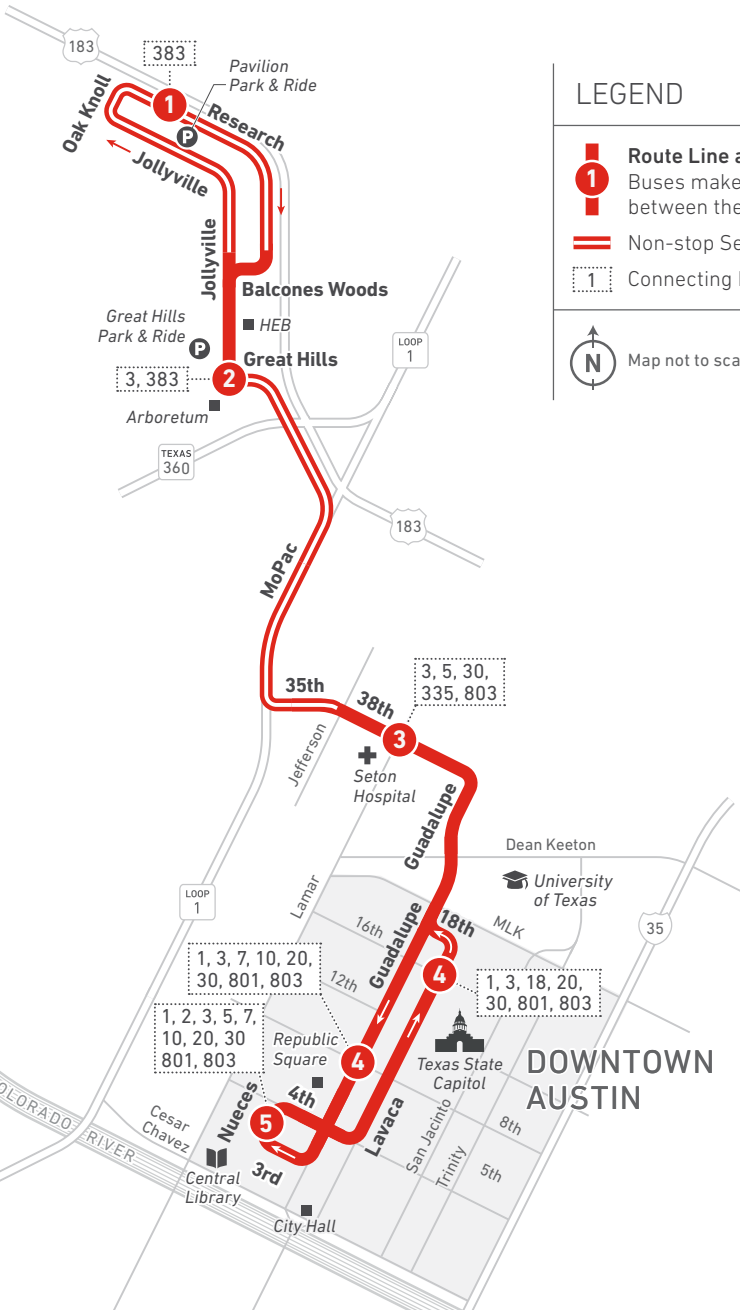 183
383
Pavilion
Park & Ride
1
P
Research
Oak Knoll
Jollyville
Jollyville
Balcones Woods
HEB
Great Hills
Park & Ride
P
Great Hills
LOOP
1
3, 383
2
Arboretum
TEXAS
360
183
MoPac
LEGEND
1
Route Line a
Buses make
between the
Non-stop Se
1
Connecting
N
Map not to sca
35th
38th
3, 5, 30,
335, 803
3
Jefferson
Seton
Hospital
Guadalupe
Dean Keeton
University
of Texas
LOOP
1
Lamar
Guadalupe
18th
MLK
35
16th
12th
1, 3, 7, 10, 20,
30, 801, 803
4
1, 3, 18, 20,
30, 801, 803
1, 2, 3, 5, 7,
10, 20, 30
801, 803
Republic
Square
4
Texas State
Capitol
DOWNTOWN
AUSTIN
4th
5
Nueces
Lavaca
San Jacinto
Trinity
8th
5th
Cesar
Chavez
COLORADO RIVER
3rd
Central
Library
City Hall